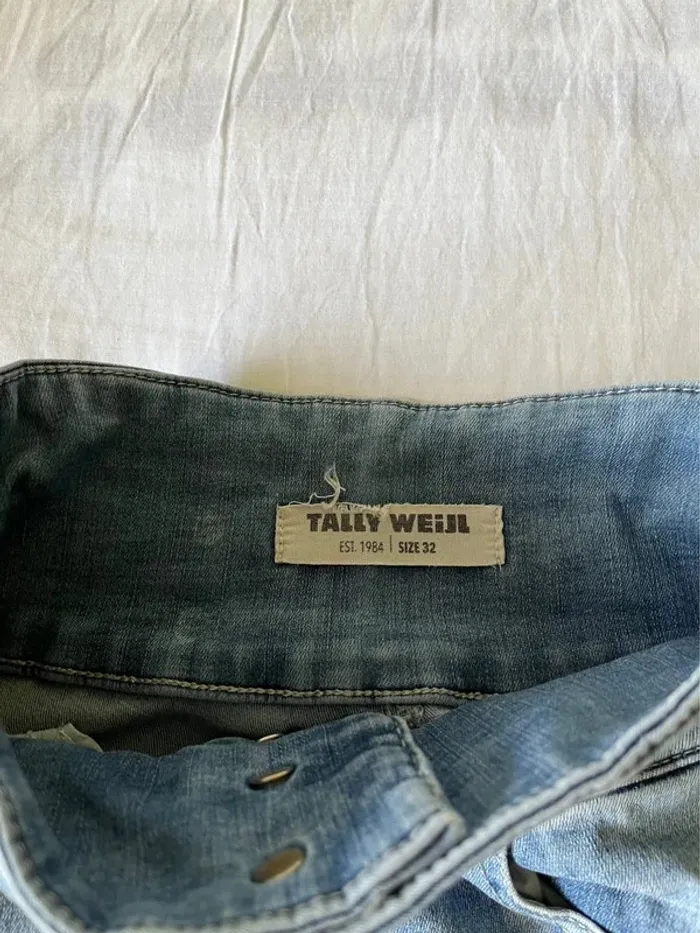 TALLY WEiJL
EST. 1984 | SIZE 32